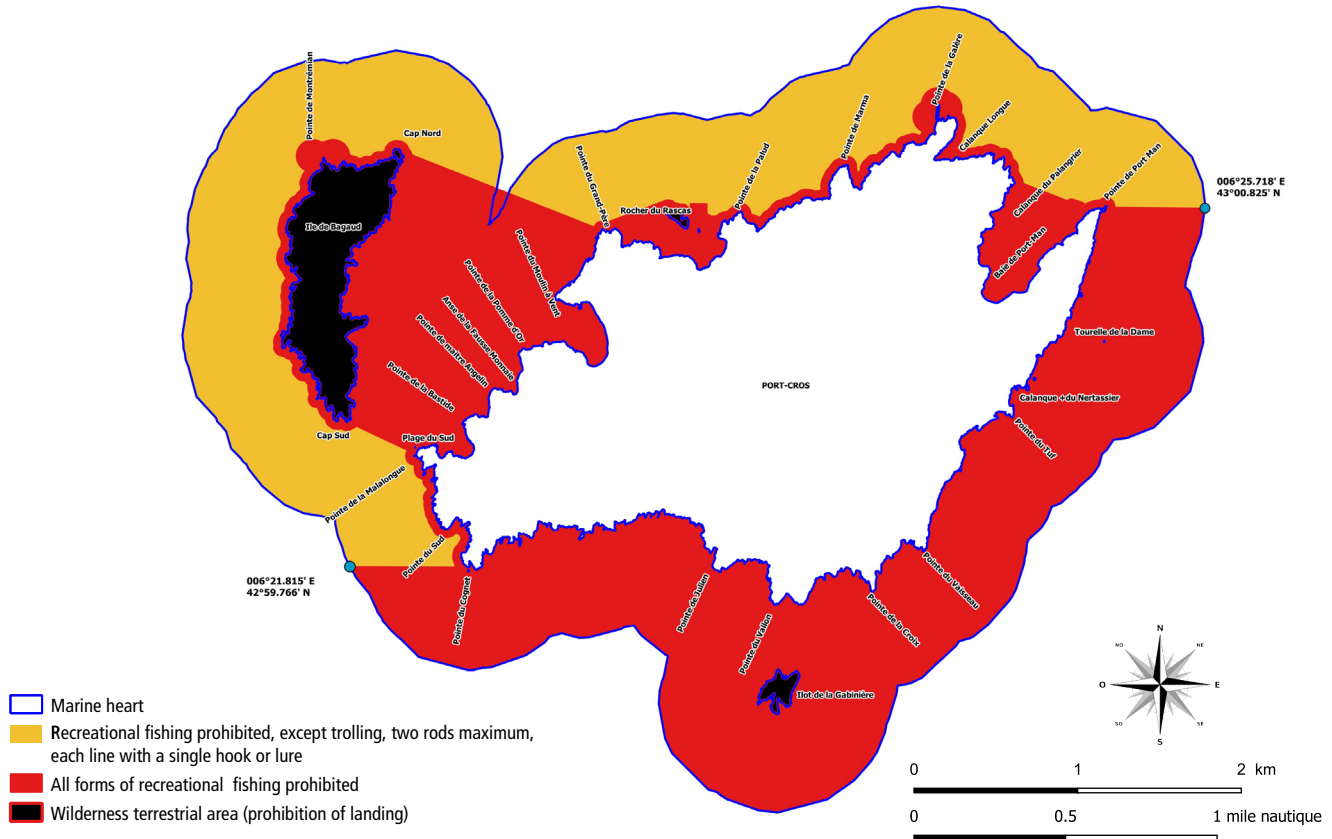 Pointe de Montrémian
Cap Nord
Ile de Bagaud
Cap Sud
Plage du Sud
Pointe de la Malalongue
Pointe du Sud
Pointe du Cognet
Pointe de la Bastide
Pointe de maître Angelin
Anse de la Fausse Monnaie
Pointe de la Pomme d'Or
Pointe du Moulin à Vent
Pointe du Grand-Père
Rocher du Rascas
Pointe de la Palud
Pointe de Marma
Pointe de la Galère
Calanque Longue
Calanque du Palangrier
Pointe de Port Man
Baie de Port-Man
006°25.718' E
43°00.825' N
Tourelle de la Dame
PORT-CROS
Calanque +du Nertassier
Pointe du Tuf
Pointe du Vaisseau
Pointe de la Croix
Pointe de Julien
Pointe du Vallon
Ilot de la Gabinière
006°21.815' E
42°59.766' N
Marine heart
Recreational fishing prohibited, except trolling, two rods maximum,
each line with a single hook or lure
All forms of recreational fishing prohibited
Wilderness terrestrial area (prohibition of landing)
N
NO
NE
O
E
SO
SE
S
0 1 2 km
0 0.5 1 mile nautique